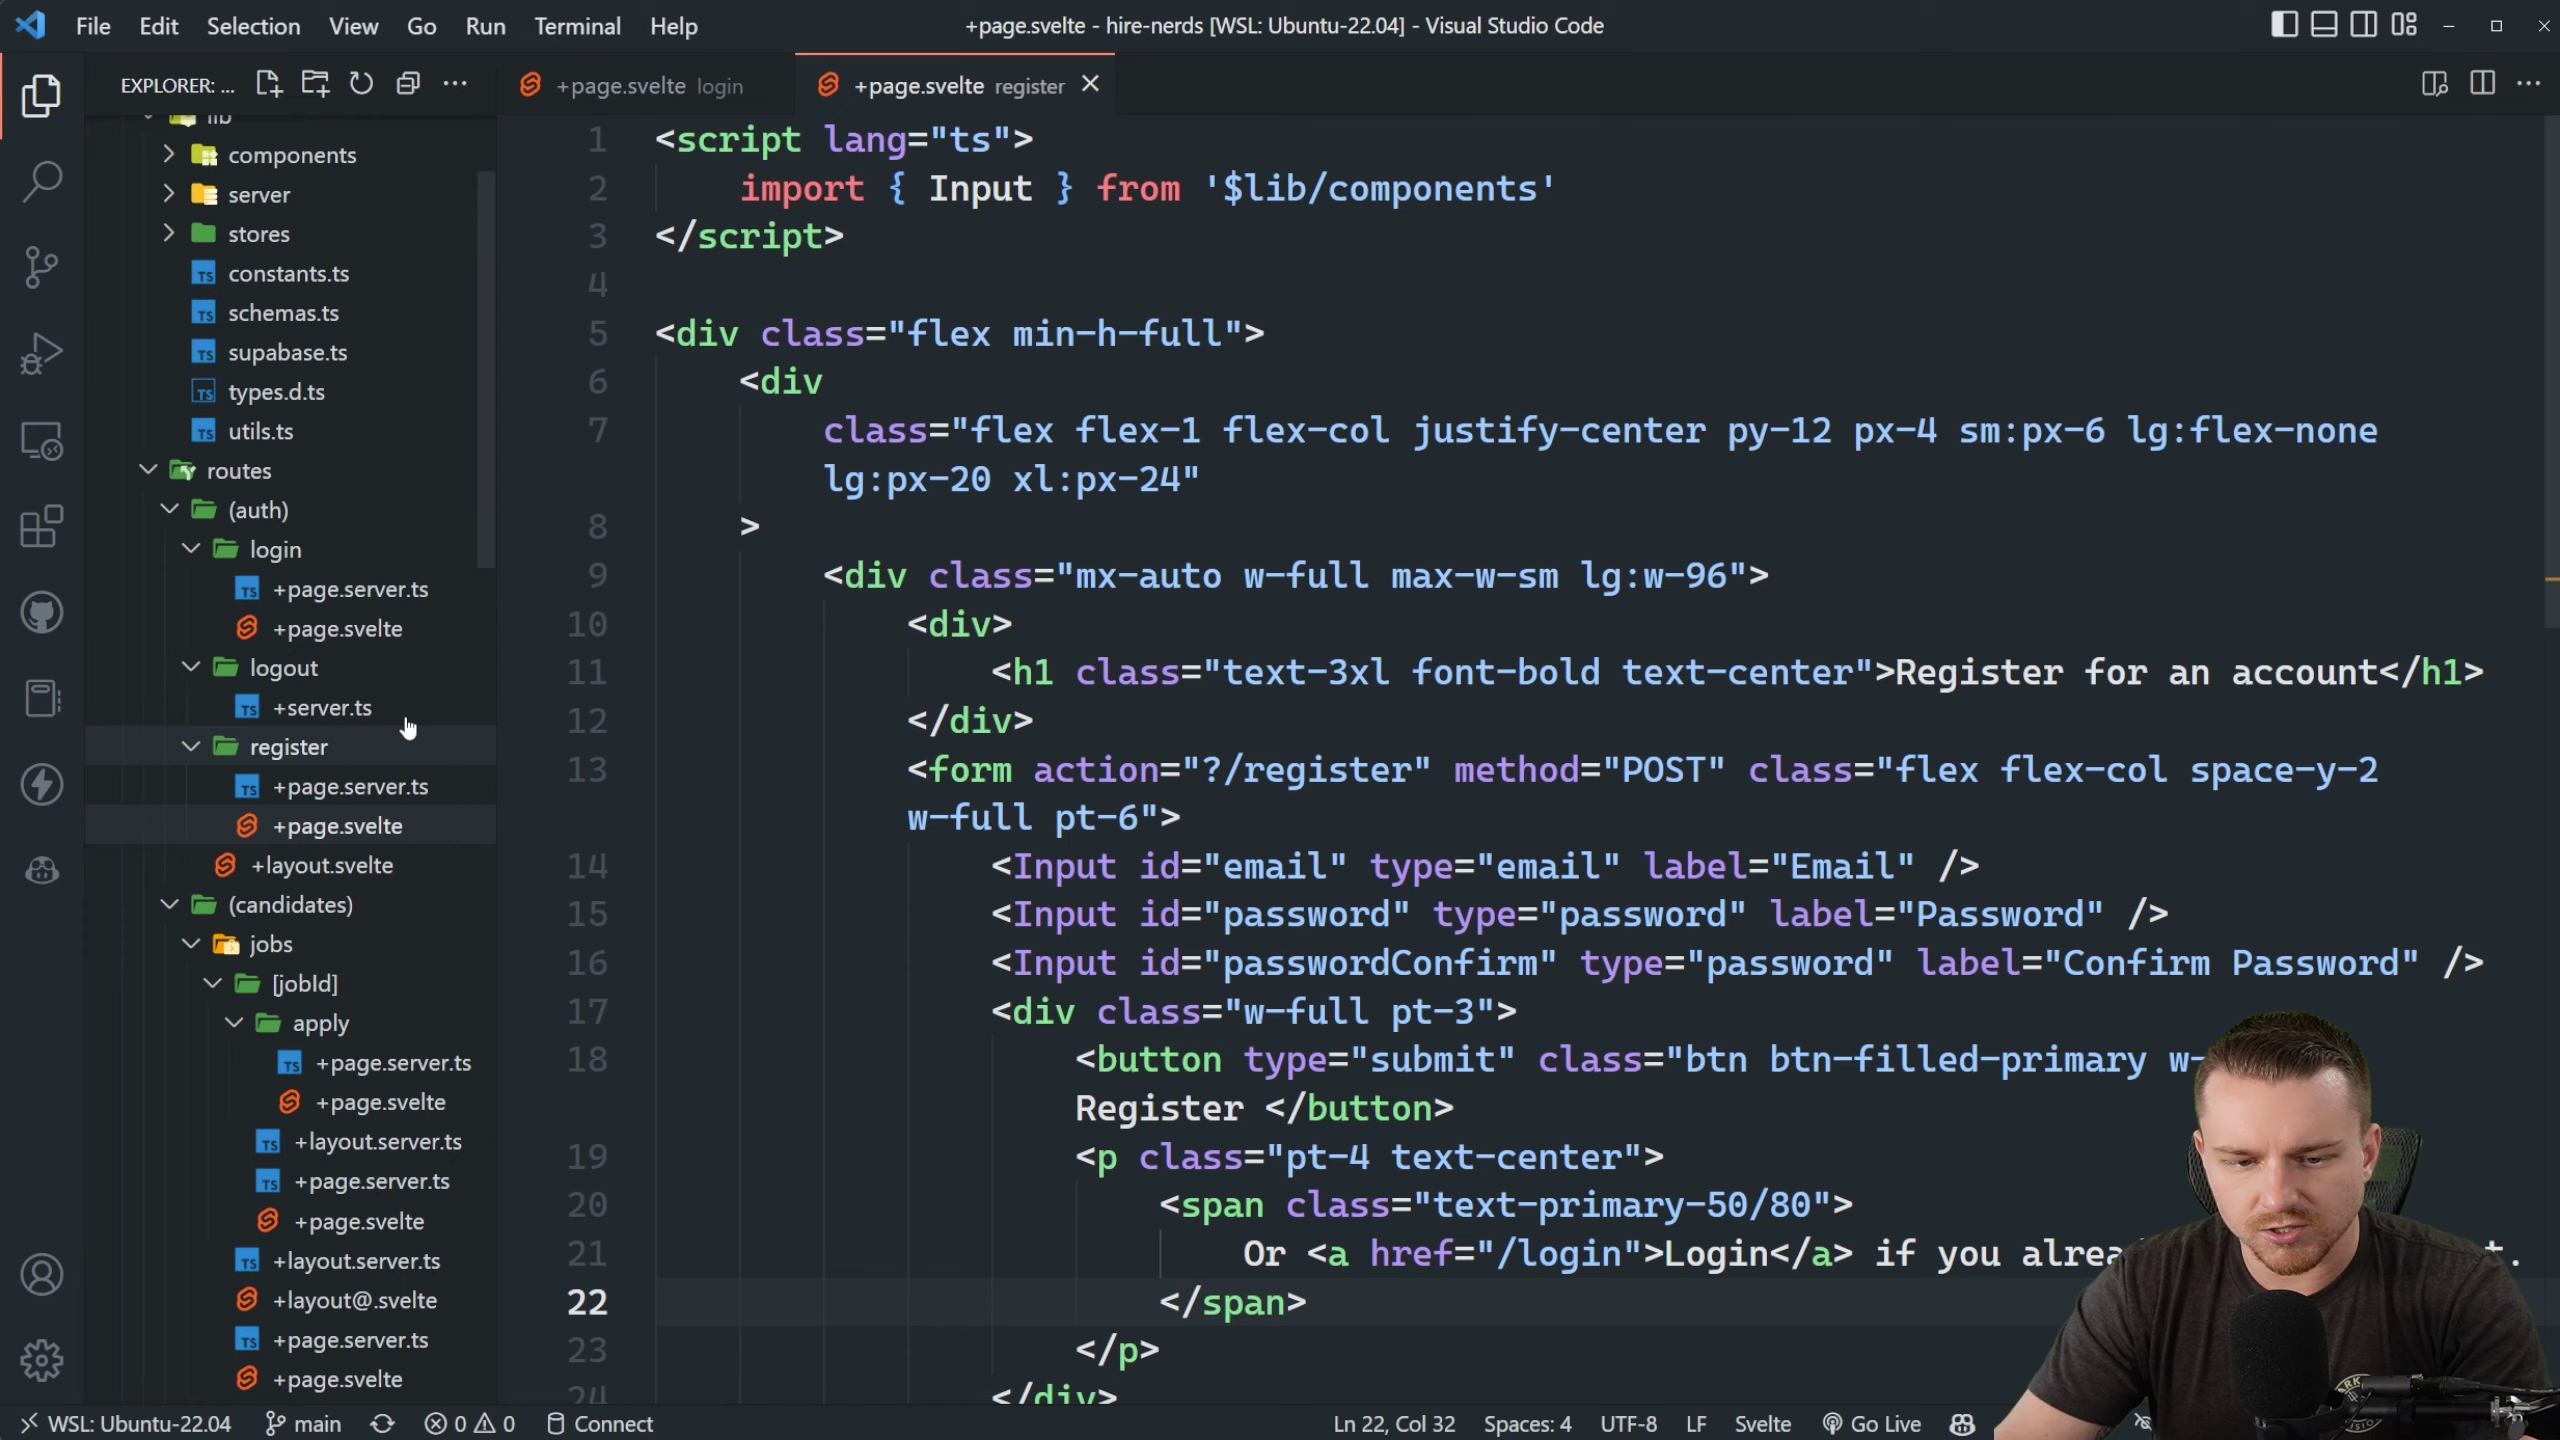 File Edit Selection View Go Run Terminal Help
+page.svelte - hire-nerds [WSL: Ubuntu-22.04] - Visual Studio Code
EXPLORER: ...
+page.svelte login
+page.svelte register
lib
components
server
stores
constants.ts
schemas.ts
supabase.ts
types.d.ts
utils.ts
routes
(auth)
login
+page.server.ts
+page.svelte
logout
+server.ts
register
+page.server.ts
+page.svelte
+layout.svelte
(candidates)
jobs
[jobId]
apply
+page.server.ts
+page.svelte
+layout.server.ts
+page.server.ts
+page.svelte
+layout.server.ts
+layout@.svelte
+page.server.ts
+page.svelte
1 <script lang="ts">
2 import { Input } from '$lib/components'
3 </script>
4
5 <div class="flex min-h-full">
6 <div
7 class="flex flex-1 flex-col justify-center py-12 px-4 sm:px-6 lg:flex-none
lg:px-20 xl:px-24"
8 >
9 <div class="mx-auto w-full max-w-sm lg:w-96">
10 <div>
11 <h1 class="text-3xl font-bold text-center">Register for an account</h1>
12 </div>
13 <form action="?/register" method="POST" class="flex flex-col space-y-2
w-full pt-6">
14 <Input id="email" type="email" label="Email" />
15 <Input id="password" type="password" label="Password" />
16 <Input id="passwordConfirm" type="password" label="Confirm Password" />
17 <div class="w-full pt-3">
18 <button type="submit" class="btn btn-filled-primary w-
Register </button>
19 <p class="pt-4 text-center">
20 <span class="text-primary-50/80">
21 Or <a href="/login">Login</a> if you alrea
22 </span>
23 </p>
24 </div>
WSL: Ubuntu-22.04 main 0 0 Connect
Ln 22, Col 32 Spaces: 4 UTF-8 LF Svelte Go Live